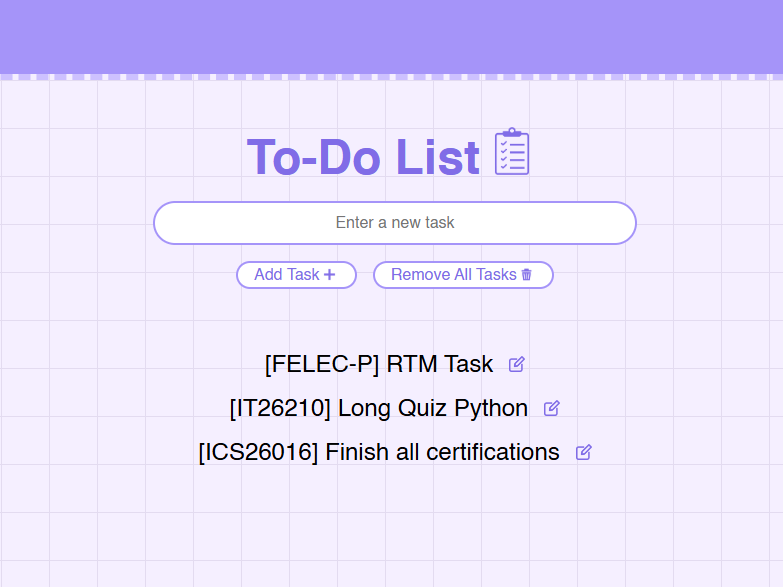 To-Do List
Enter a new task
Add Task
Remove All Tasks
[FELEC-P] RTM Task
[IT26210] Long Quiz Python
[ICS26016] Finish all certifications